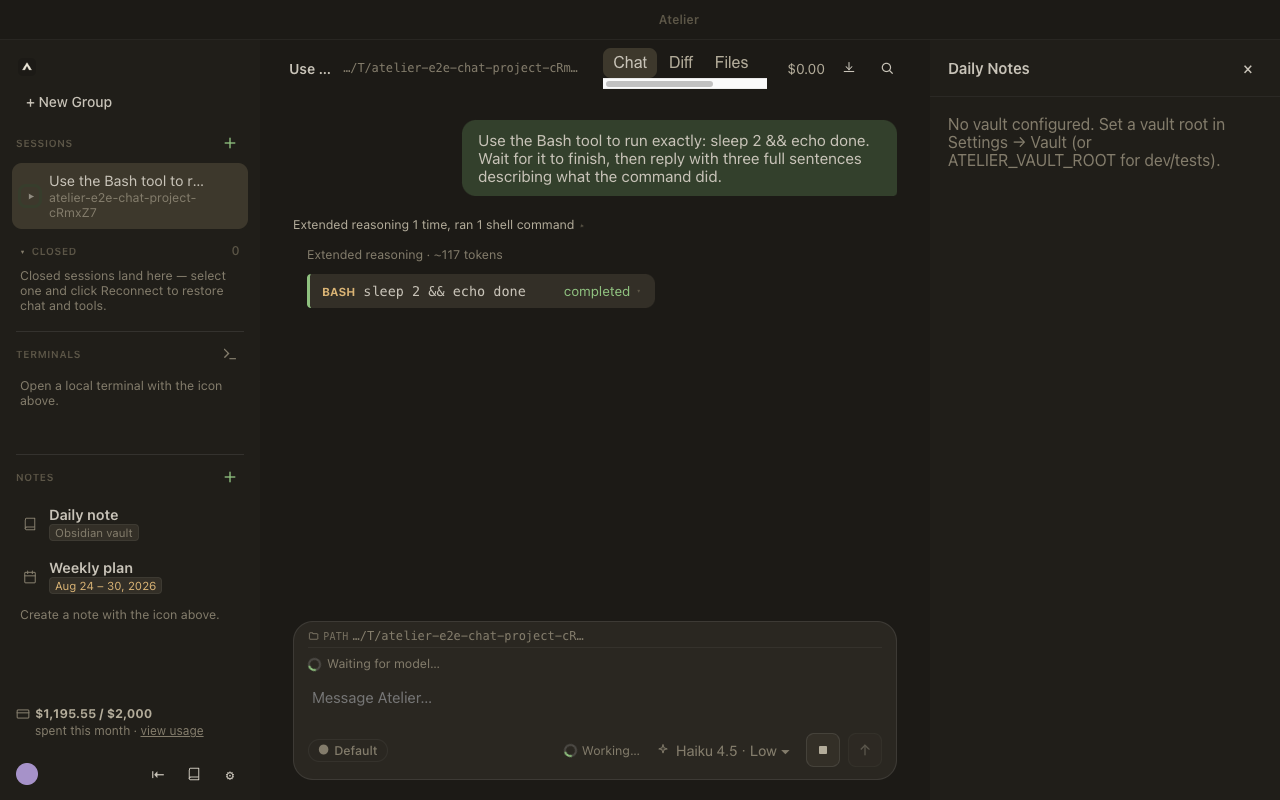 Atelier
+ New Group
SESSIONS
Use the Bash tool to r...
atelier-e2e-chat-project-
cRmxZ7
CLOSED 0
Closed sessions land here — select
one and click Reconnect to restore
chat and tools.
TERMINALS
Open a local terminal with the icon
above.
NOTES
Daily note
Obsidian vault
Weekly plan
Aug 24 – 30, 2026
Create a note with the icon above.
$1,195.55 / $2,000
spent this month · view usage
Use ... …/T/atelier-e2e-chat-project-cRm… Chat Diff Files $0.00
Use the Bash tool to run exactly: sleep 2 && echo done.
Wait for it to finish, then reply with three full sentences
describing what the command did.
Extended reasoning 1 time, ran 1 shell command
Extended reasoning · ~117 tokens
BASH sleep 2 && echo done completed
PATH …/T/atelier-e2e-chat-project-cR…
Waiting for model...
Message Atelier...
Default Working... Haiku 4.5 · Low
Daily Notes
No vault configured. Set a vault root in
Settings → Vault (or
ATELIER_VAULT_ROOT for dev/tests).